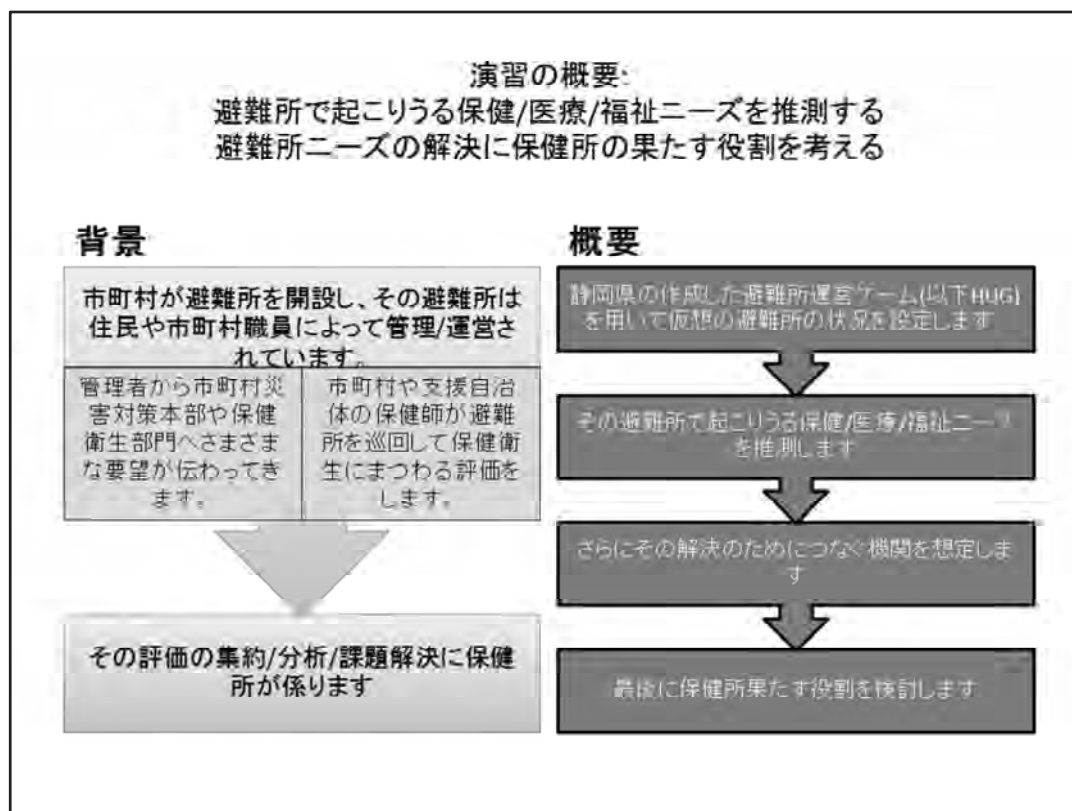 演習の概要:
避難所で起こりうる保健/医療/福祉ニーズを推測する
避難所ニーズの解決に保健所の果たす役割を考える
背景
市町村が避難所を開設し、その避難所は
住民や市町村職員によって管理/運営さ
れています。
管理者から市町村災
害対策本部や保健
衛生部門へさまざま
な要望が伝わってき
ます。
市町村や支援自治
体の保健師が避難
所を巡回して保健衛
生にまつわる評価を
します。
その評価の集約/分析/課題解決に保健
所が係ります
概要
静岡県の作成した避難所運営ゲーム(以下HUG)
を用いて仮想の避難所の状況を設定します
その避難所で起こりうる保健/医療/福祉ニーズ
を推測します
さらにその解決のためにつなぐ機関を想定しま
す
最後に保健所果たす役割を検討します